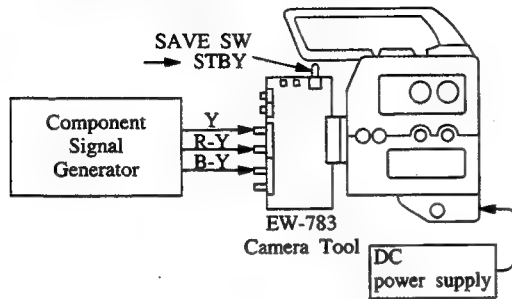 SAVE SW
→ STBY
Component
Signal
Generator
Y
R-Y
B-Y
EW-783
Camera Tool
DC
power supply